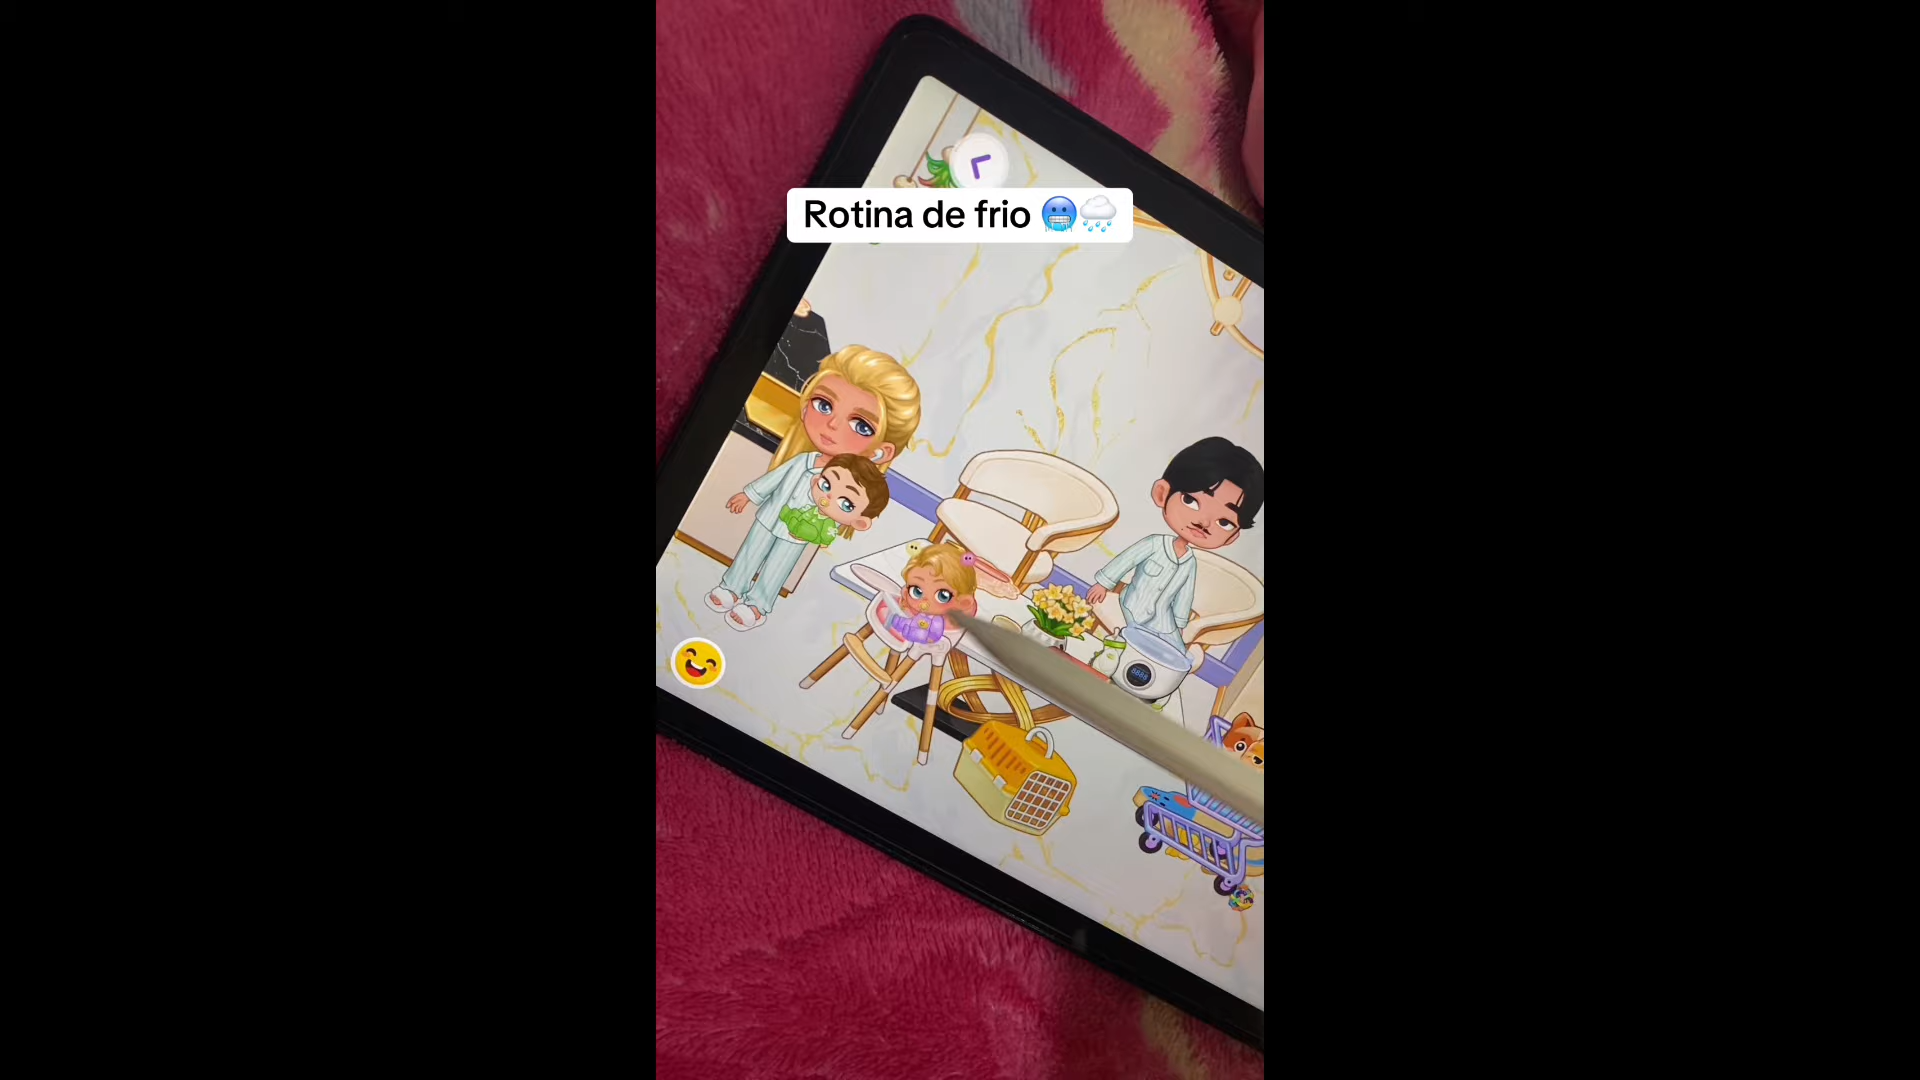 Rotina de frio 🥶🌧️